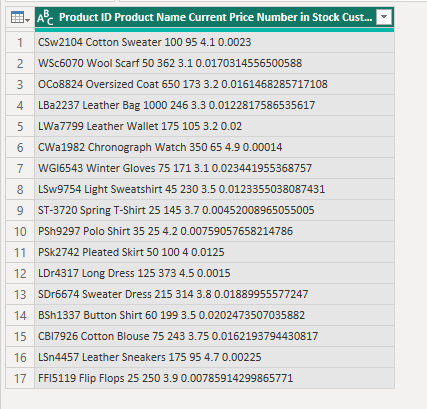 ABC Product ID Product Name Current Price Number in Stock Cust...
1 CSw2104 Cotton Sweater 100 95 4.1 0.0023
2 WSc6070 Wool Scarf 50 362 3.1 0.0170314556500588
3 OCo8824 Oversized Coat 650 173 3.2 0.0161468285717108
4 LBa2237 Leather Bag 1000 246 3.3 0.0122817586535617
5 LWa7799 Leather Wallet 175 105 3.2 0.02
6 CWa1982 Chronograph Watch 350 65 4.9 0.00014
7 WGl6543 Winter Gloves 75 171 3.1 0.023441955368757
8 LSw9754 Light Sweatshirt 45 230 3.5 0.0123355038087431
9 ST-3720 Spring T-Shirt 25 145 3.7 0.00452008965055005
10 PSh9297 Polo Shirt 35 25 4.2 0.00759057658214786
11 PSk2742 Pleated Skirt 50 100 4 0.0125
12 LDr4317 Long Dress 125 373 4.5 0.0015
13 SDr6674 Sweater Dress 215 314 3.8 0.01889955577247
14 BSh1337 Button Shirt 60 199 3.5 0.0202473507035882
15 CBl7926 Cotton Blouse 75 243 3.75 0.0162193794430817
16 LSn4457 Leather Sneakers 175 95 4.7 0.00225
17 FFl5119 Flip Flops 25 250 3.9 0.00785914299865771